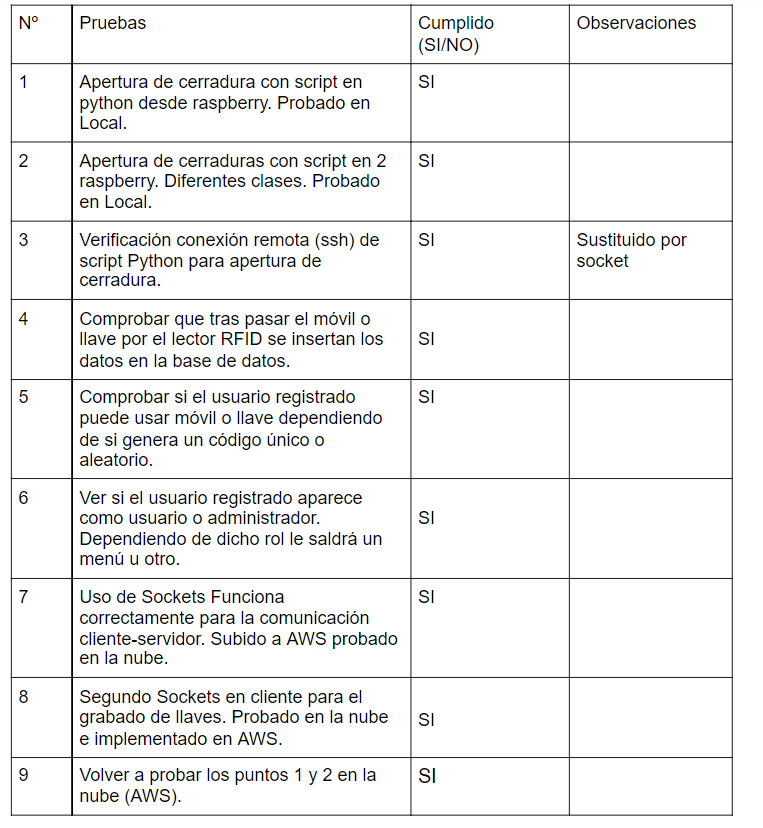 Nº Pruebas Cumplido Observaciones
(SI/NO)
1 Apertura de cerradura con script en SI
python desde raspberry. Probado en
Local.
2 Apertura de cerraduras con script en 2 SI
raspberry. Diferentes clases. Probado
en Local.
3 Verificación conexión remota (ssh) de SI Sustituido por
script Python para apertura de socket
cerradura.
4 Comprobar que tras pasar el móvil o
llave por el lector RFID se insertan los SI
datos en la base de datos.
5 Comprobar si el usuario registrado SI
puede usar móvil o llave dependiendo
de si genera un código único o
aleatorio.
6 Ver si el usuario registrado aparece
como usuario o administrador. SI
Dependiendo de dicho rol le saldrá un
menú u otro.
7 Uso de Sockets Funciona SI
correctamente para la comunicación
cliente-servidor. Subido a AWS probado
en la nube.
8 Segundo Sockets en cliente para el
grabado de llaves. Probado en la nube SI
e implementado en AWS.
9 Volver a probar los puntos 1 y 2 en la SI
nube (AWS).